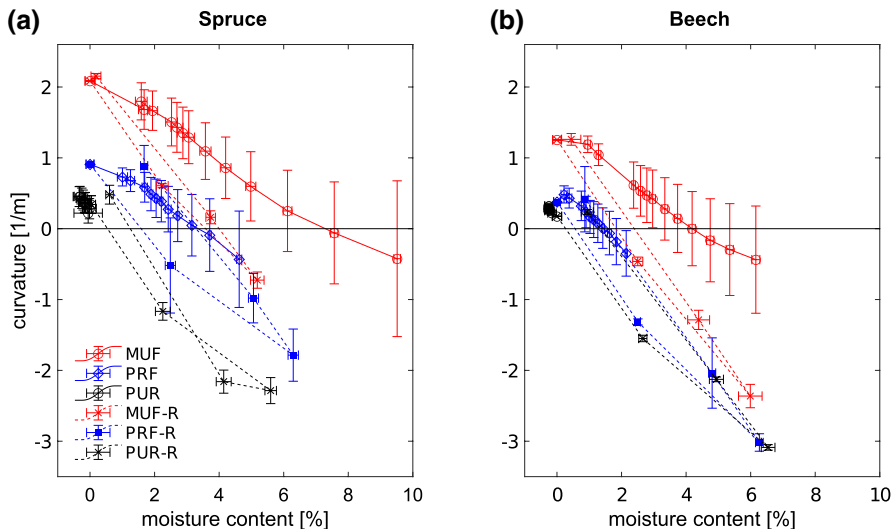 (a) Spruce
curvature [1/m]
2
1
0
-1
-2
-3
MUF
PRF
PUR
MUF-R
PRF-R
PUR-R
0 2 4 6 8 10
moisture content [%]
(b) Beech
2
1
0
-1
-2
-3
0 2 4 6 8 10
moisture content [%]